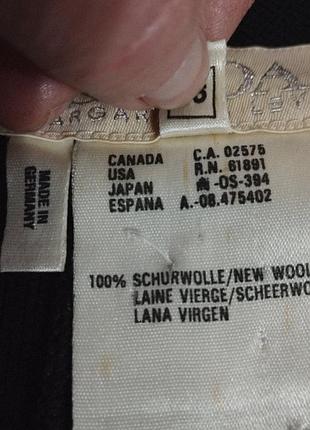 MADE IN
GERMANY
CANADA C.A. 02575
USA R.N. 61891
JAPAN -OS-394
ESPANA A.-08.475402
100% SCHURWOLLE/NEW WOOL
LAINE VIERGE/SCHEERWO
LANA VIRGEN